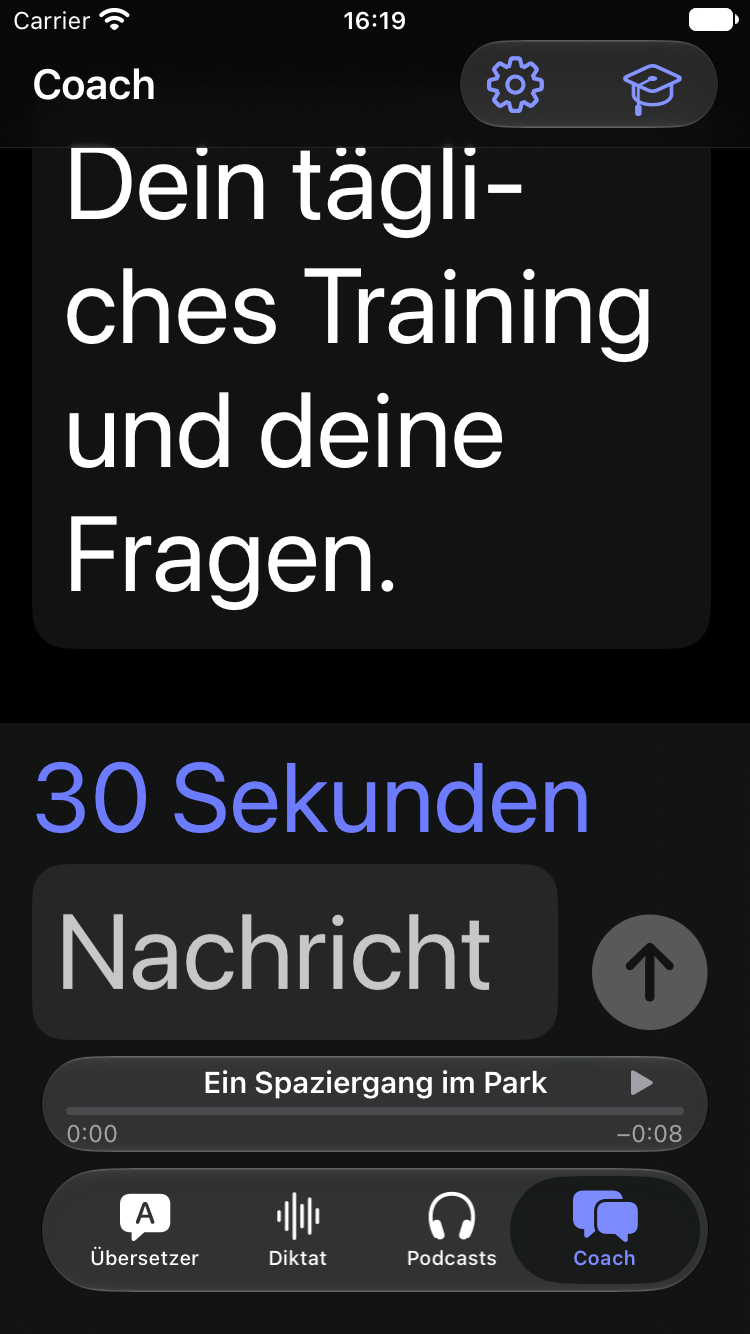 Carrier 16:19
Coach
Dein tägli-
ches Training
und deine
Fragen.
30 Sekunden
Nachricht
Ein Spaziergang im Park
0:00 −0:08
A
Übersetzer Diktat Podcasts Coach